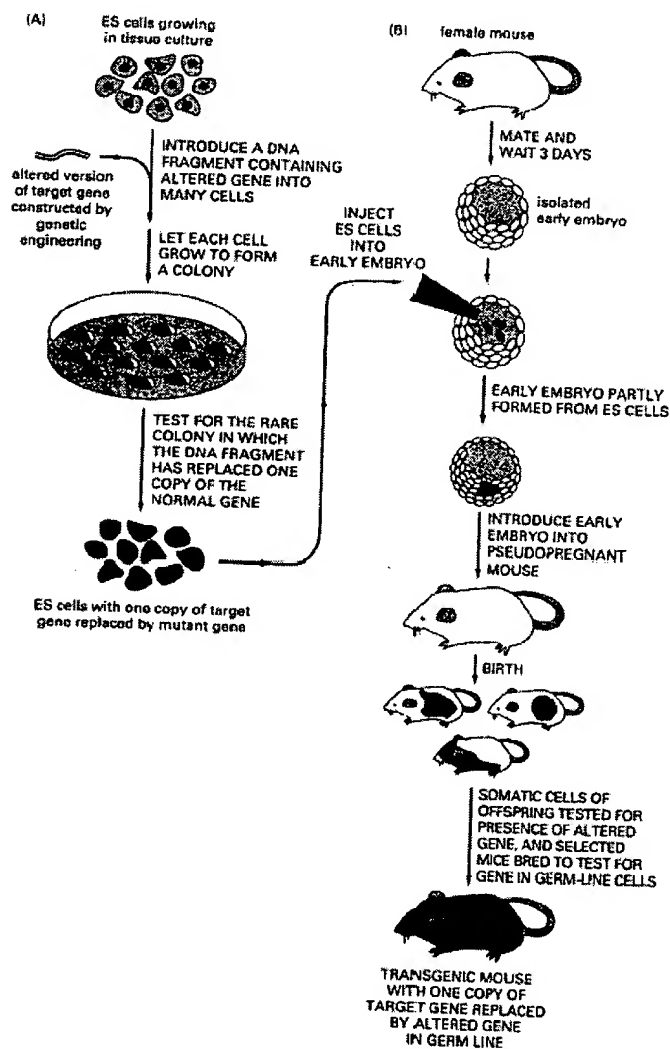 (A)
ES cells growing
in tissue culture
altered version
of target gene
constructed by
genetic
engineering
INTRODUCE A DNA
FRAGMENT CONTAINING
ALTERED GENE INTO
MANY CELLS
LET EACH CELL
GROW TO FORM
A COLONY
TEST FOR THE RARE
COLONY IN WHICH
THE DNA FRAGMENT
HAS REPLACED ONE
COPY OF THE
NORMAL GENE
ES cells with one copy of target
gene replaced by mutant gene
INJECT
ES CELLS
INTO
EARLY EMBRYO
(B)
female mouse
MATE AND
WAIT 3 DAYS
isolated
early embryo
EARLY EMBRYO PARTLY
FORMED FROM ES CELLS
INTRODUCE EARLY
EMBRYO INTO
PSEUDOPREGNANT
MOUSE
BIRTH
SOMATIC CELLS OF
OFFSPRING TESTED FOR
PRESENCE OF ALTERED
GENE, AND SELECTED
MICE BRED TO TEST FOR
GENE IN GERM-LINE CELLS
TRANSGENIC MOUSE
WITH ONE COPY OF
TARGET GENE REPLACED
BY ALTERED GENE
IN GERM LINE